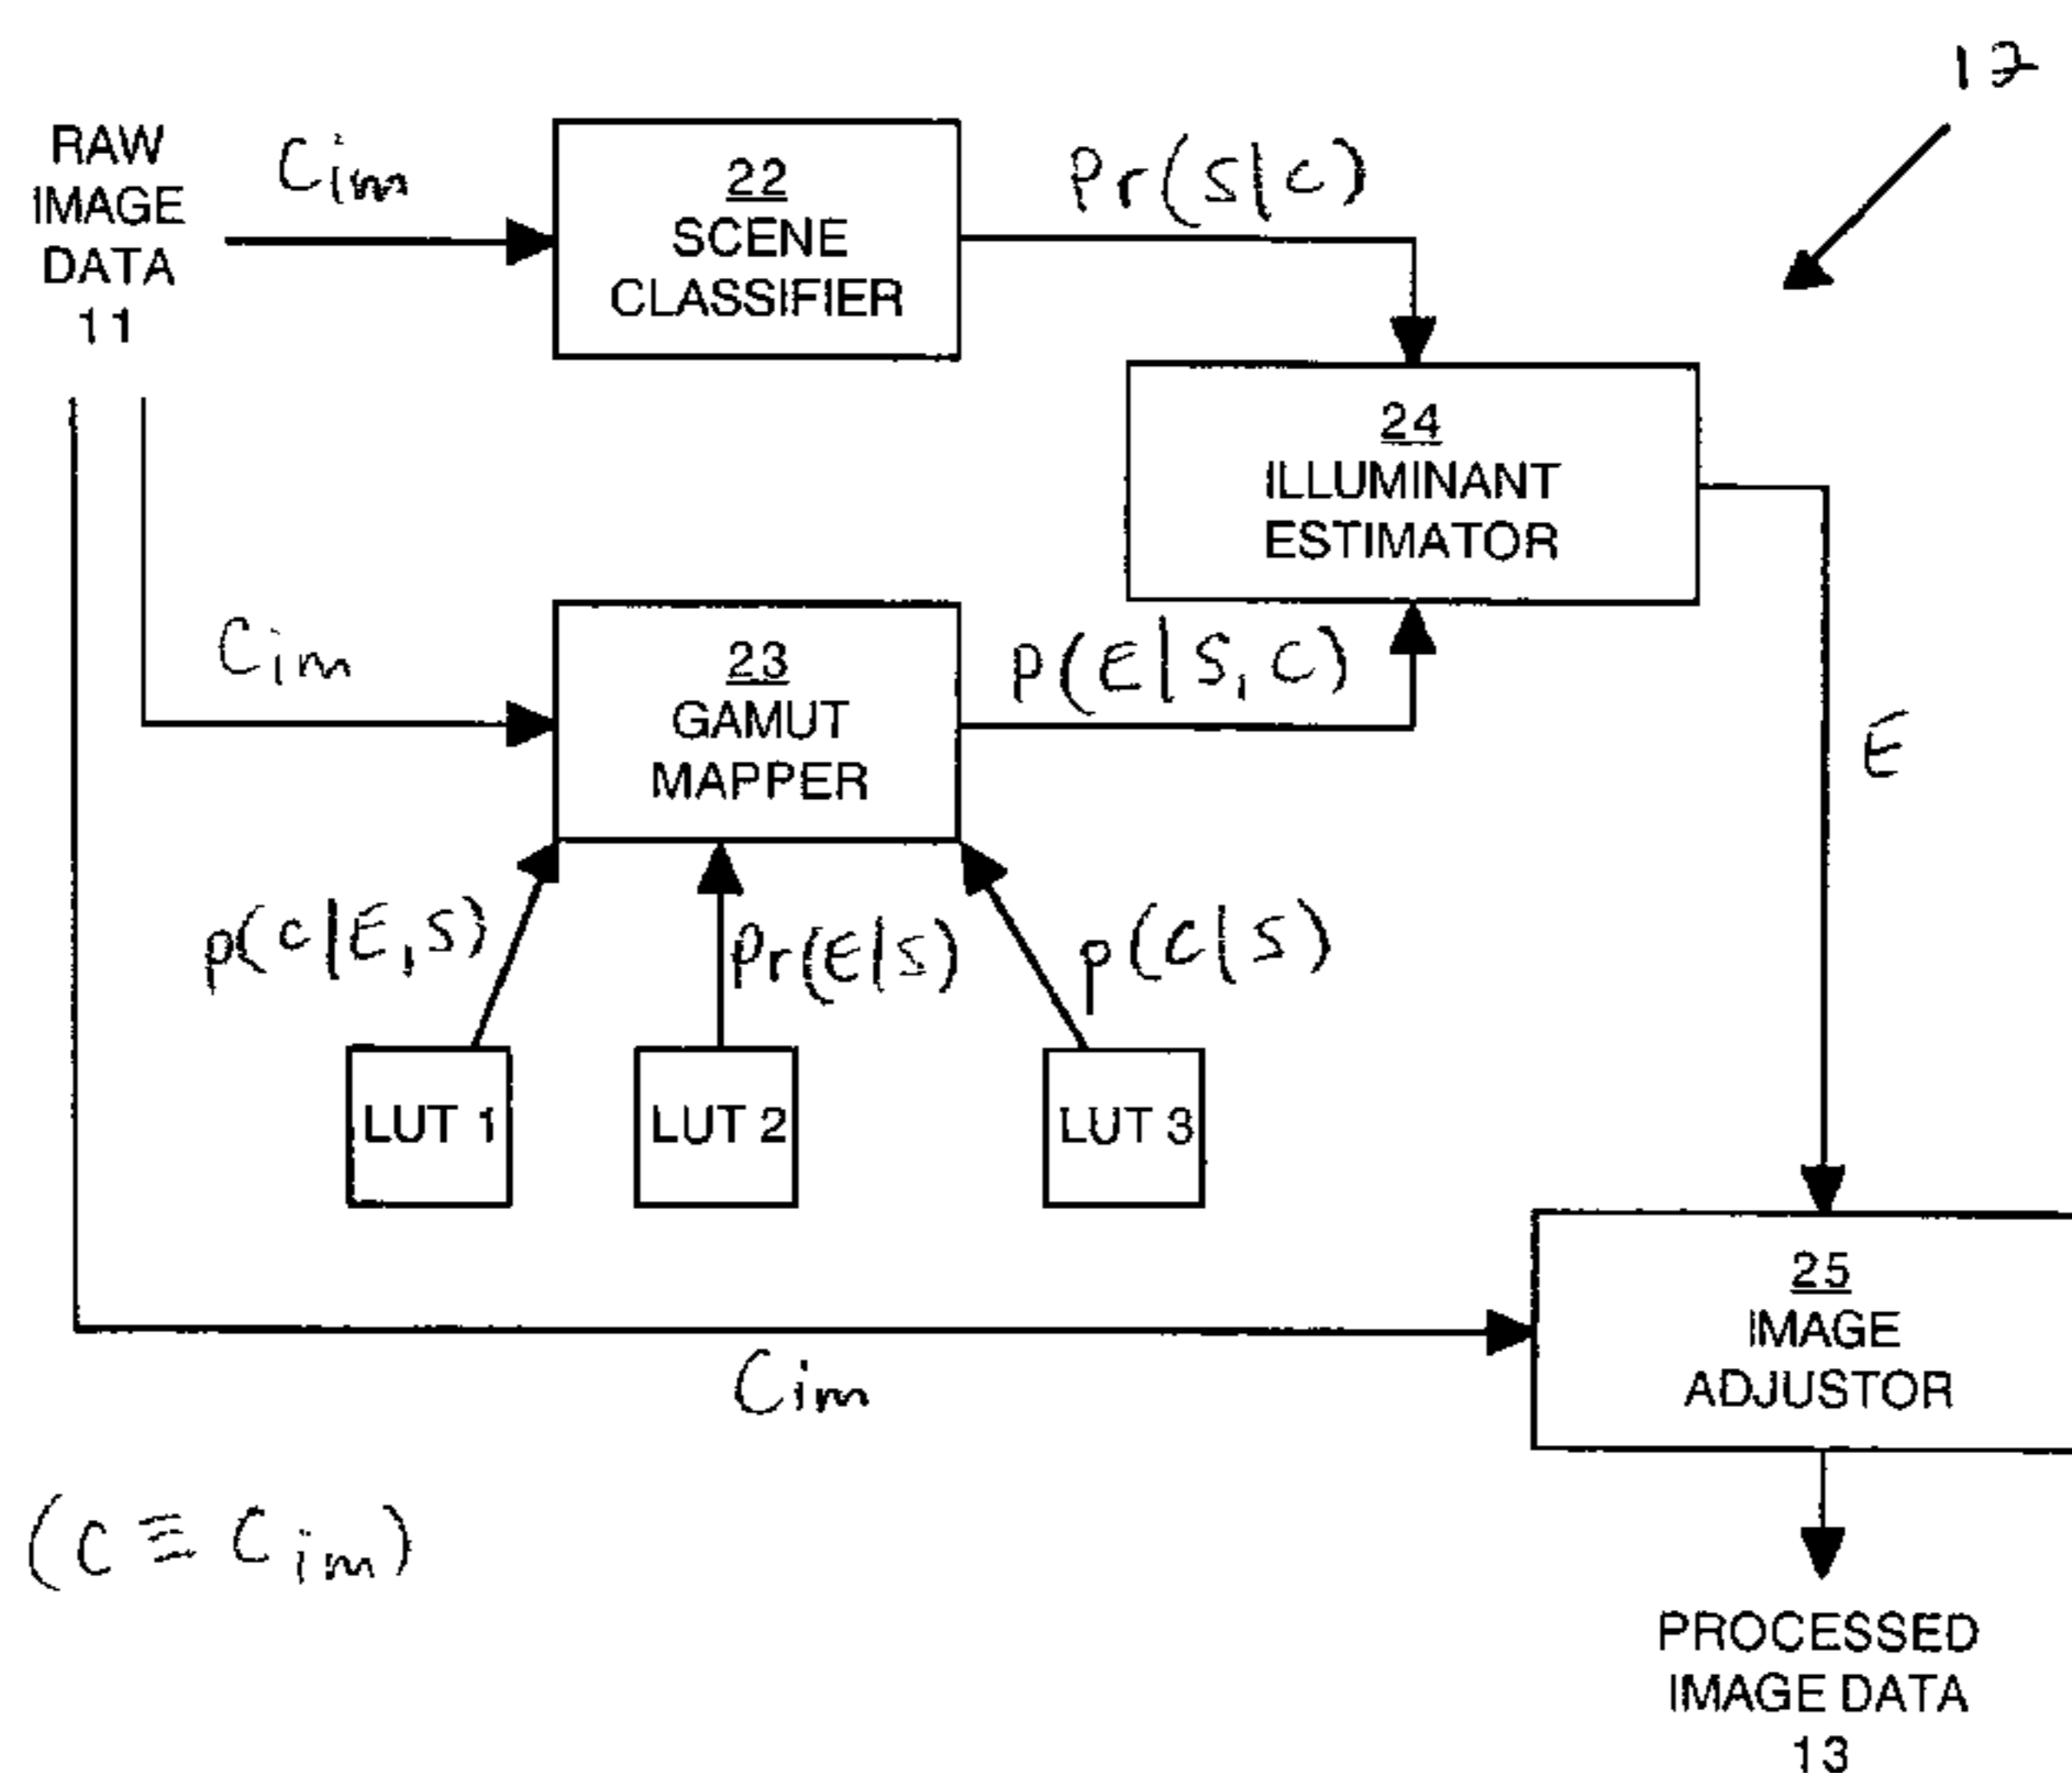 12
RAW
IMAGE
DATA
11
Cim
22
SCENE
CLASSIFIER
Pr(S|C)
24
ILLUMINANT
ESTIMATOR
Cim
23
GAMUT
MAPPER
P(E|S,C)
E
p(C|E,S)
Pr(E|S)
p(C|S)
LUT 1
LUT 2
LUT 3
Cim
25
IMAGE
ADJUSTOR
(C ≡ Cim)
PROCESSED
IMAGE DATA
13